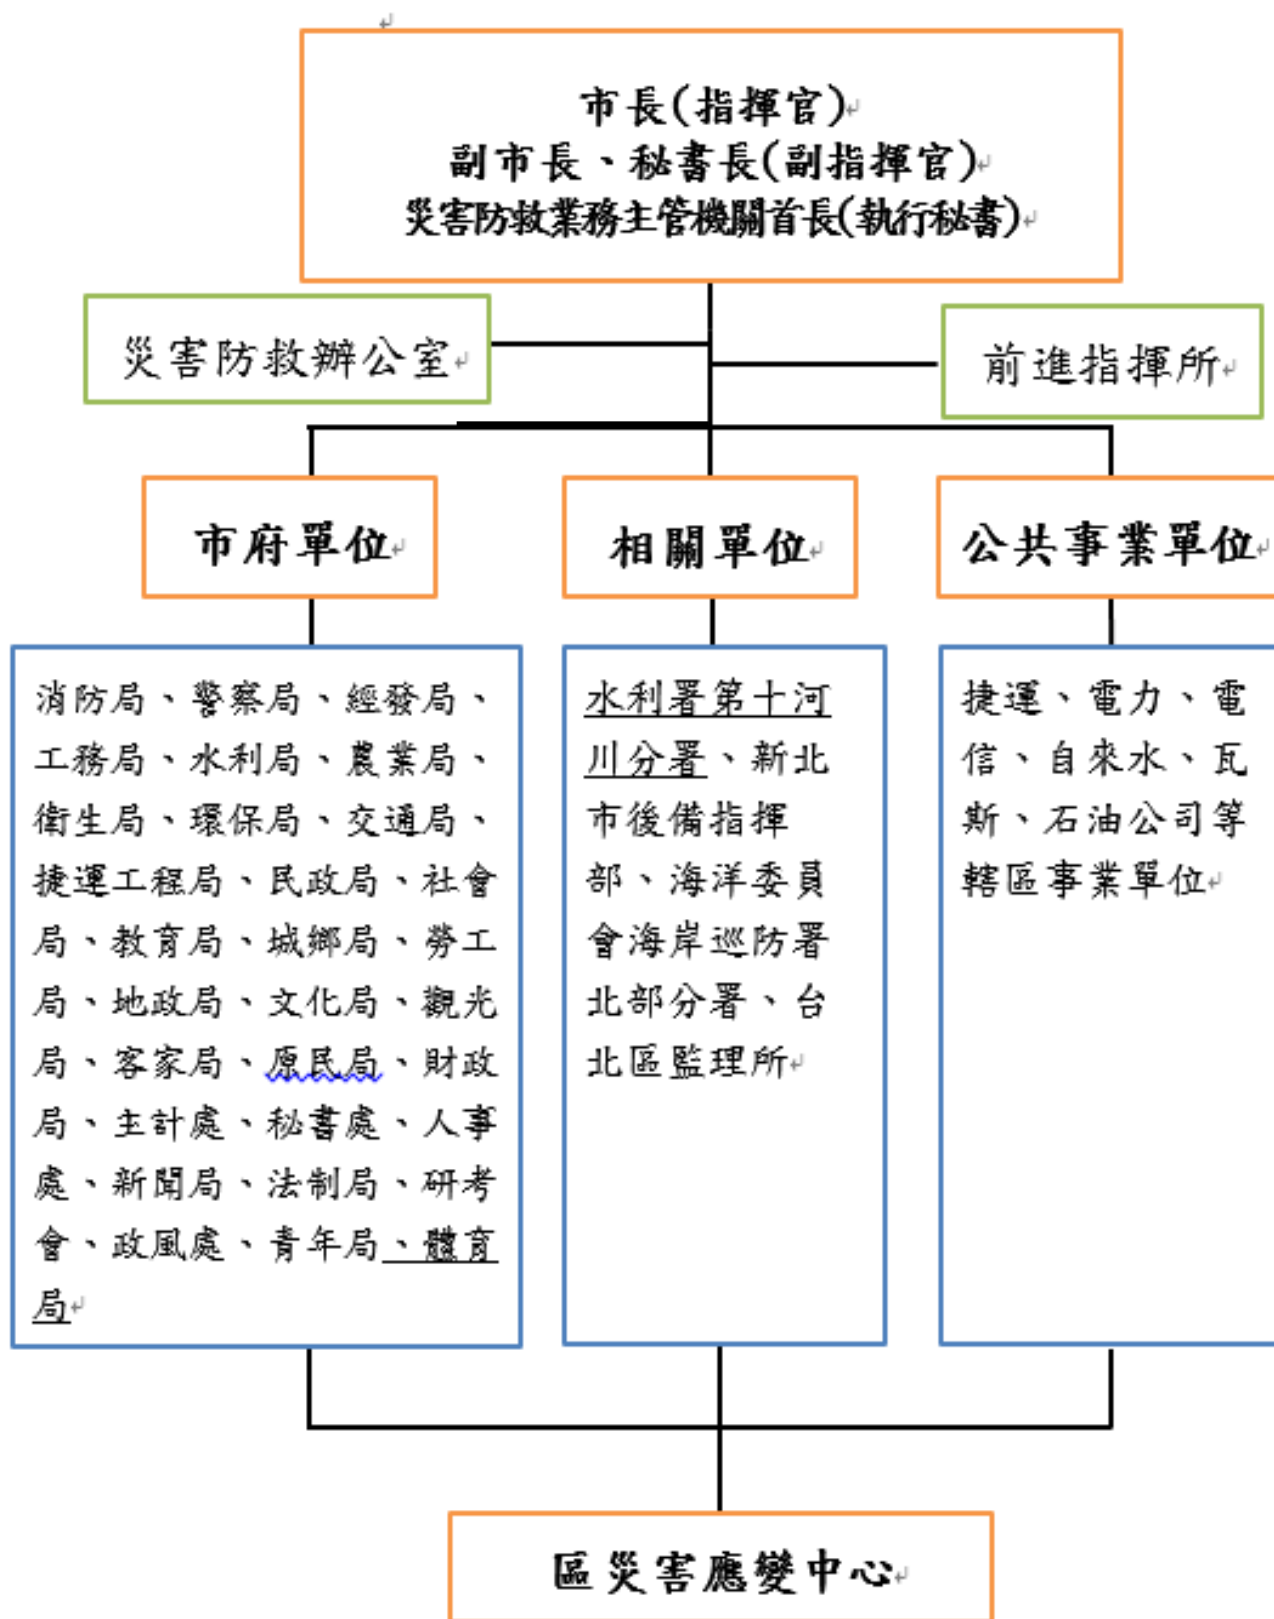 市長(指揮官)
副市長、秘書長(副指揮官)
災害防救業務主管機關首長(執行秘書)
災害防救辦公室
前進指揮所
市府單位
相關單位
公共事業單位
消防局、警察局、經發局、
工務局、水利局、農業局、
衛生局、環保局、交通局、
捷運工程局、民政局、社會
局、教育局、城鄉局、勞工
局、地政局、文化局、觀光
局、客家局、原民局、財政
局、主計處、秘書處、人事
處、新聞局、法制局、研考
會、政風處、青年局、體育
局
水利署第十河
川分署、新北
市後備指揮
部、海洋委員
會海岸巡防署
北部分署、台
北區監理所
捷運、電力、電
信、自來水、瓦
斯、石油公司等
轄區事業單位
區災害應變中心